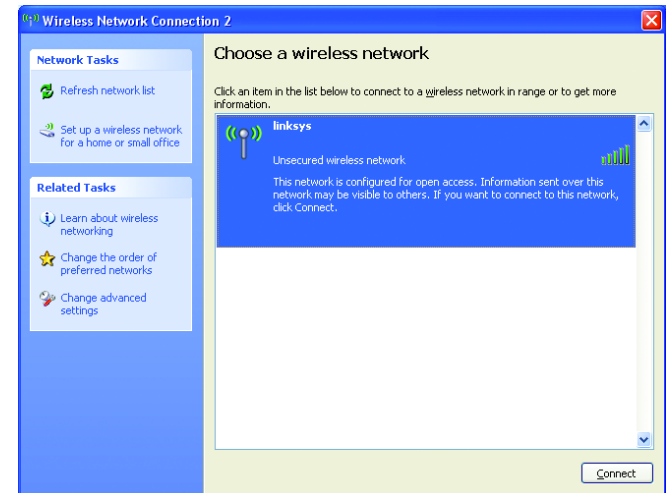 Wireless Network Connection 2
Network Tasks
Refresh network list
Set up a wireless network
for a home or small office
Related Tasks
Learn about wireless
networking
Change the order of
preferred networks
Change advanced
settings
Choose a wireless network
Click an item in the list below to connect to a wireless network in range or to get more
information.
linksys
Unsecured wireless network
This network is configured for open access. Information sent over this
network may be visible to others. If you want to connect to this network,
click Connect.
Connect